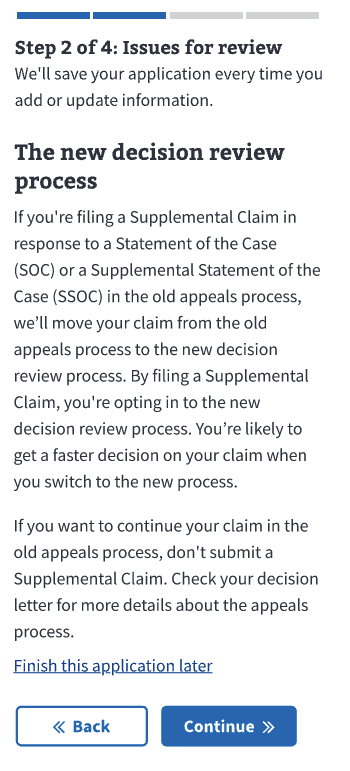 Step 2 of 4: Issues for review
We'll save your application every time you
add or update information.
The new decision review
process
If you're filing a Supplemental Claim in
response to a Statement of the Case
(SOC) or a Supplemental Statement of the
Case (SSOC) in the old appeals process,
we’ll move your claim from the old
appeals process to the new decision
review process. By filing a Supplemental
Claim, you're opting in to the new
decision review process. You’re likely to
get a faster decision on your claim when
you switch to the new process.
If you want to continue your claim in the
old appeals process, don't submit a
Supplemental Claim. Check your decision
letter for more details about the appeals
process.
Finish this application later
« Back
Continue »